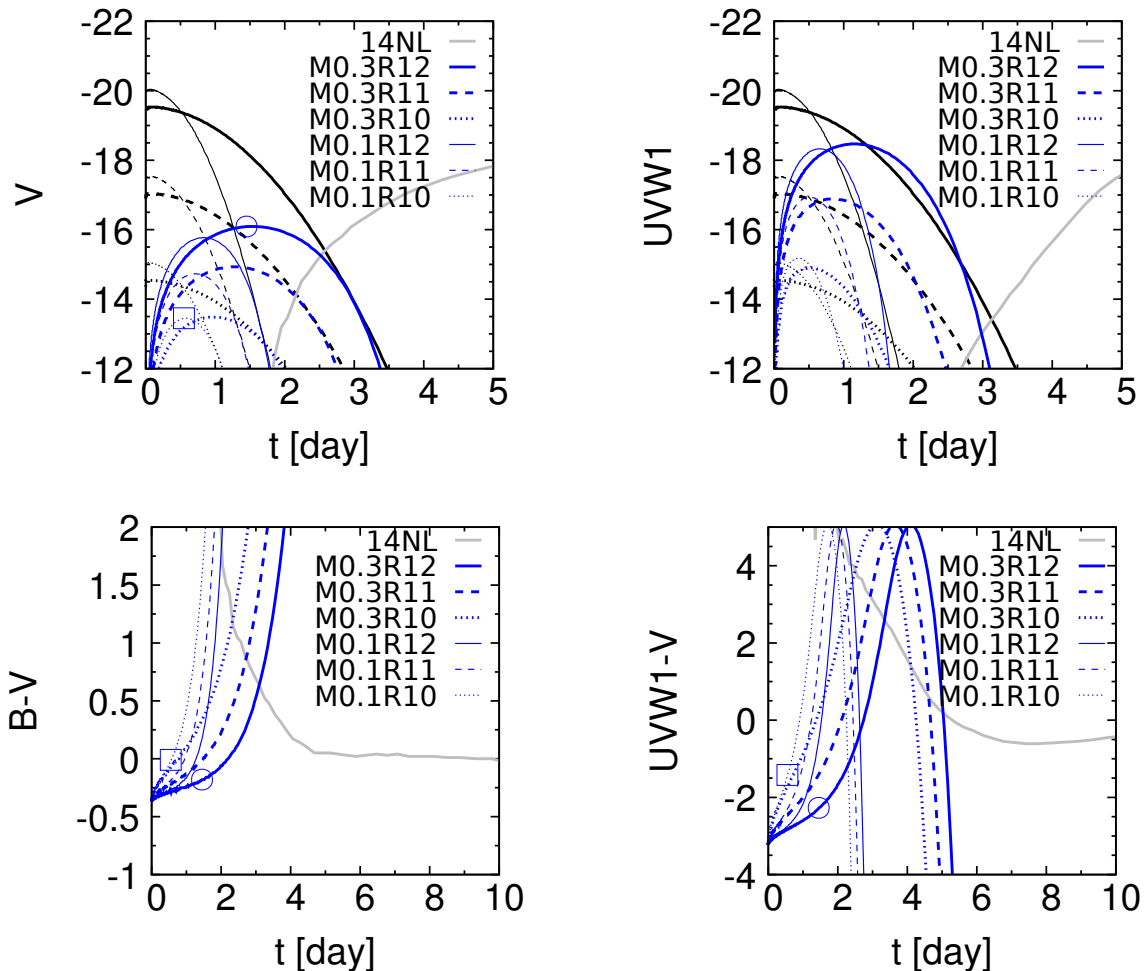 V
-22
-20
-18
-16
-14
-12
0 1 2 3 4 5
t [day]
14NL
M0.3R12
M0.3R11
M0.3R10
M0.1R12
M0.1R11
M0.1R10
UVW1
-22
-20
-18
-16
-14
-12
0 1 2 3 4 5
t [day]
14NL
M0.3R12
M0.3R11
M0.3R10
M0.1R12
M0.1R11
M0.1R10
B-V
2
1.5
1
0.5
0
-0.5
-1
0 2 4 6 8 10
t [day]
14NL
M0.3R12
M0.3R11
M0.3R10
M0.1R12
M0.1R11
M0.1R10
UVW1-V
4
2
0
-2
-4
0 2 4 6 8 10
t [day]
14NL
M0.3R12
M0.3R11
M0.3R10
M0.1R12
M0.1R11
M0.1R10